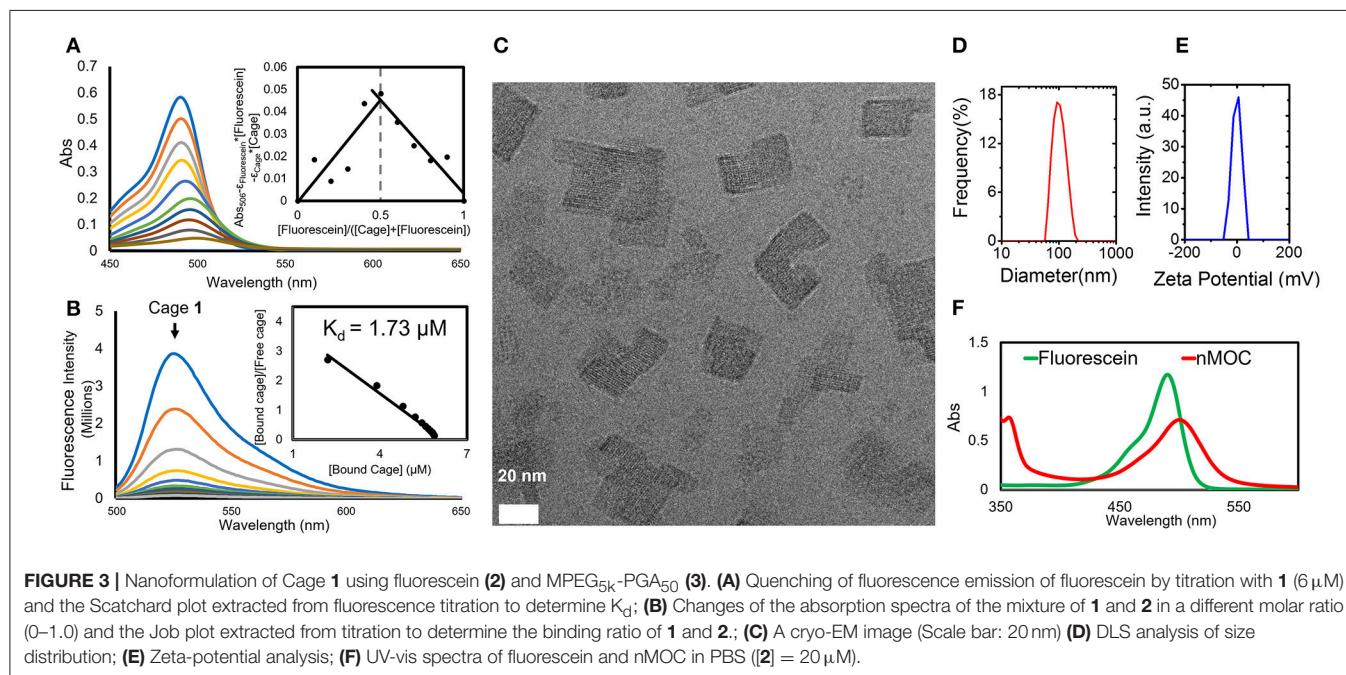 A
0.7
0.6
0.5
0.4
0.3
0.2
0.1
0
Abs
450
500
550
600
650
Wavelength (nm)
0.06
0.05
0.04
0.03
0.02
0.01
0
Abs506-εFluorescein*[Fluorescein]
-εCage*[Cage]
0
0.5
1
[Fluorescein]/([Cage]+[Fluorescein])
B
Cage 1
5
4
3
2
1
0
Fluorescence Intensity
(Millions)
500
550
600
650
Wavelength (nm)
Kd = 1.73 µM
4
3
2
1
0
[Bound cage]/[Free cage]
1
4
7
[Bound Cage] (µM)
C
20 nm
D
18
12
6
0
Frequency(%)
10
100
1000
Diameter(nm)
E
50
40
30
20
10
0
Intensity (a.u.)
-200
0
200
Zeta Potential (mV)
F
1.5
1
0.5
0
Abs
Fluorescein
nMOC
350
450
550
Wavelength (nm)
FIGURE 3 | Nanoformulation of Cage 1 using fluorescein (2) and MPEG5k-PGA50 (3). (A) Quenching of fluorescence emission of fluorescein by titration with 1 (6 µM)
and the Scatchard plot extracted from fluorescence titration to determine Kd; (B) Changes of the absorption spectra of the mixture of 1 and 2 in a different molar ratio
(0–1.0) and the Job plot extracted from titration to determine the binding ratio of 1 and 2.; (C) A cryo-EM image (Scale bar: 20 nm) (D) DLS analysis of size
distribution; (E) Zeta-potential analysis; (F) UV-vis spectra of fluorescein and nMOC in PBS ([2] = 20 µM).